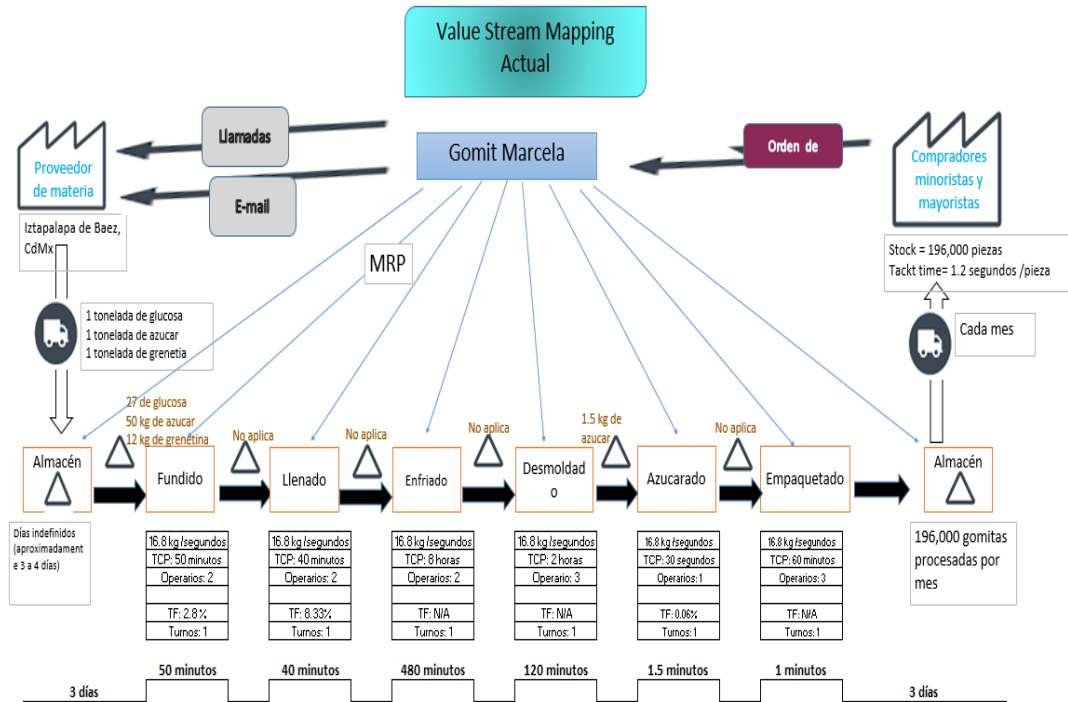 Value Stream Mapping
Actual
Llamadas
E-mail
Gomit Marcela
Orden de
Proveedor
de materia
Compradores
minoristas y
mayoristas
Iztapalapa de Baez,
CdMx
Stock = 196,000 piezas
Tackt time= 1.2 segundos /pieza
MRP
1 tonelada de glucosa
1 tonelada de azucar
1 tonelada de grenetia
Cada mes
27 de glucosa
50 kg de azucar
12 kg de grenetina
No aplica
No aplica
No aplica
1.5 kg de
azucar
No aplica
Almacén
Fundido
Llenado
Enfriado
Desmoldad
o
Azucarado
Empaquetado
Almacén
Días indefinidos
(aproximadament
e 3 a 4 días)
196,000 gomitas
procesadas por
mes
16.8 kg /segundos
TCP: 50 minutos
Operarios: 2
TF: 2.8%
Turnos: 1
16.8 kg /segundos
TCP: 40 minutos
Operarios: 2
TF: 8.33%
Turnos: 1
16.8 kg /segundos
TCP: 8 horas
Operarios: 2
TF: N/A
Turnos: 1
16.8 kg /segundos
TCP: 2 horas
Operario: 3
TF: N/A
Turnos: 1
16.8 kg /segundos
TCP: 30 segundos
Operarios: 1
TF: 0.06%
Turnos: 1
16.8 kg /segundos
TCP: 60 minutos
Operarios: 3
TF: N/A
Turnos: 1
3 días
50 minutos
40 minutos
480 minutos
120 minutos
1.5 minutos
1 minutos
3 días